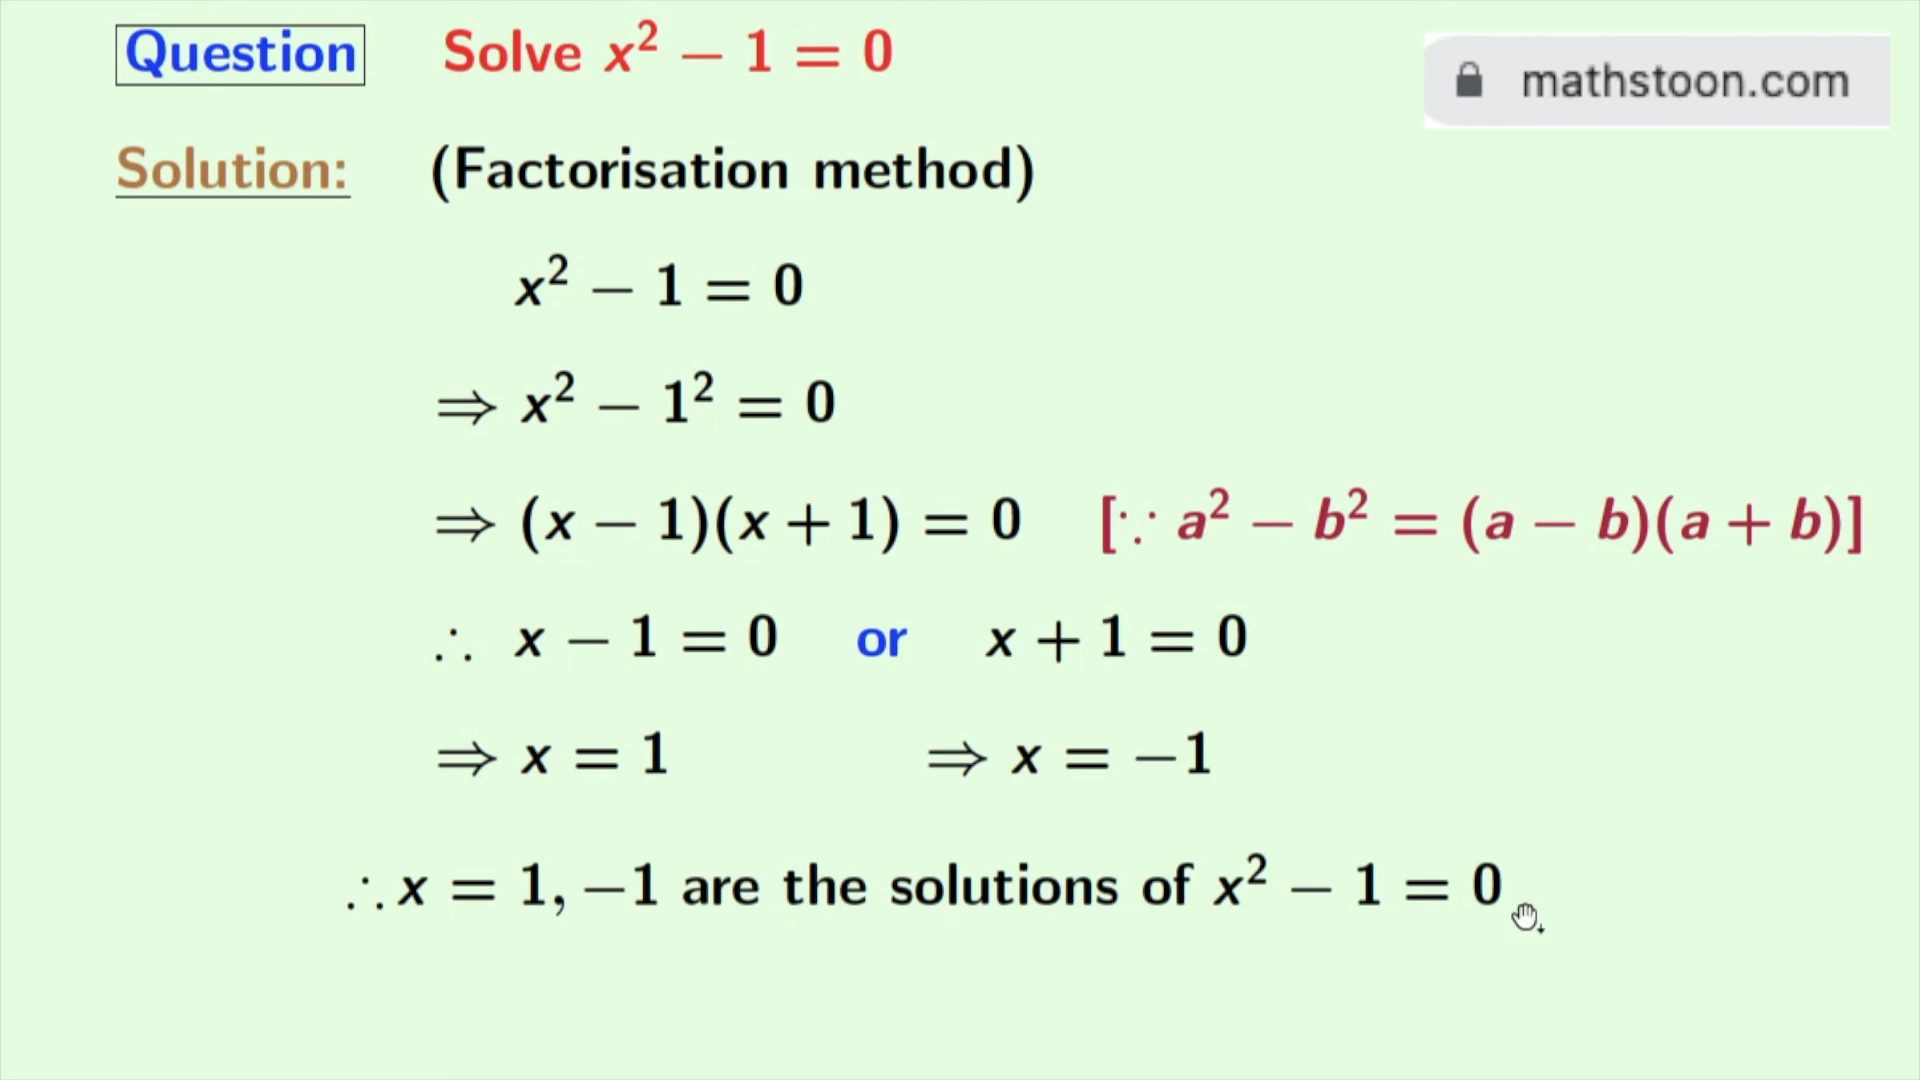 Question Solve x² − 1 = 0
mathstoon.com
Solution: (Factorisation method)
x² − 1 = 0
⇒ x² − 1² = 0
⇒ (x − 1)(x + 1) = 0 [∵ a² − b² = (a − b)(a + b)]
∴ x − 1 = 0 or x + 1 = 0
⇒ x = 1 ⇒ x = −1
∴ x = 1, −1 are the solutions of x² − 1 = 0